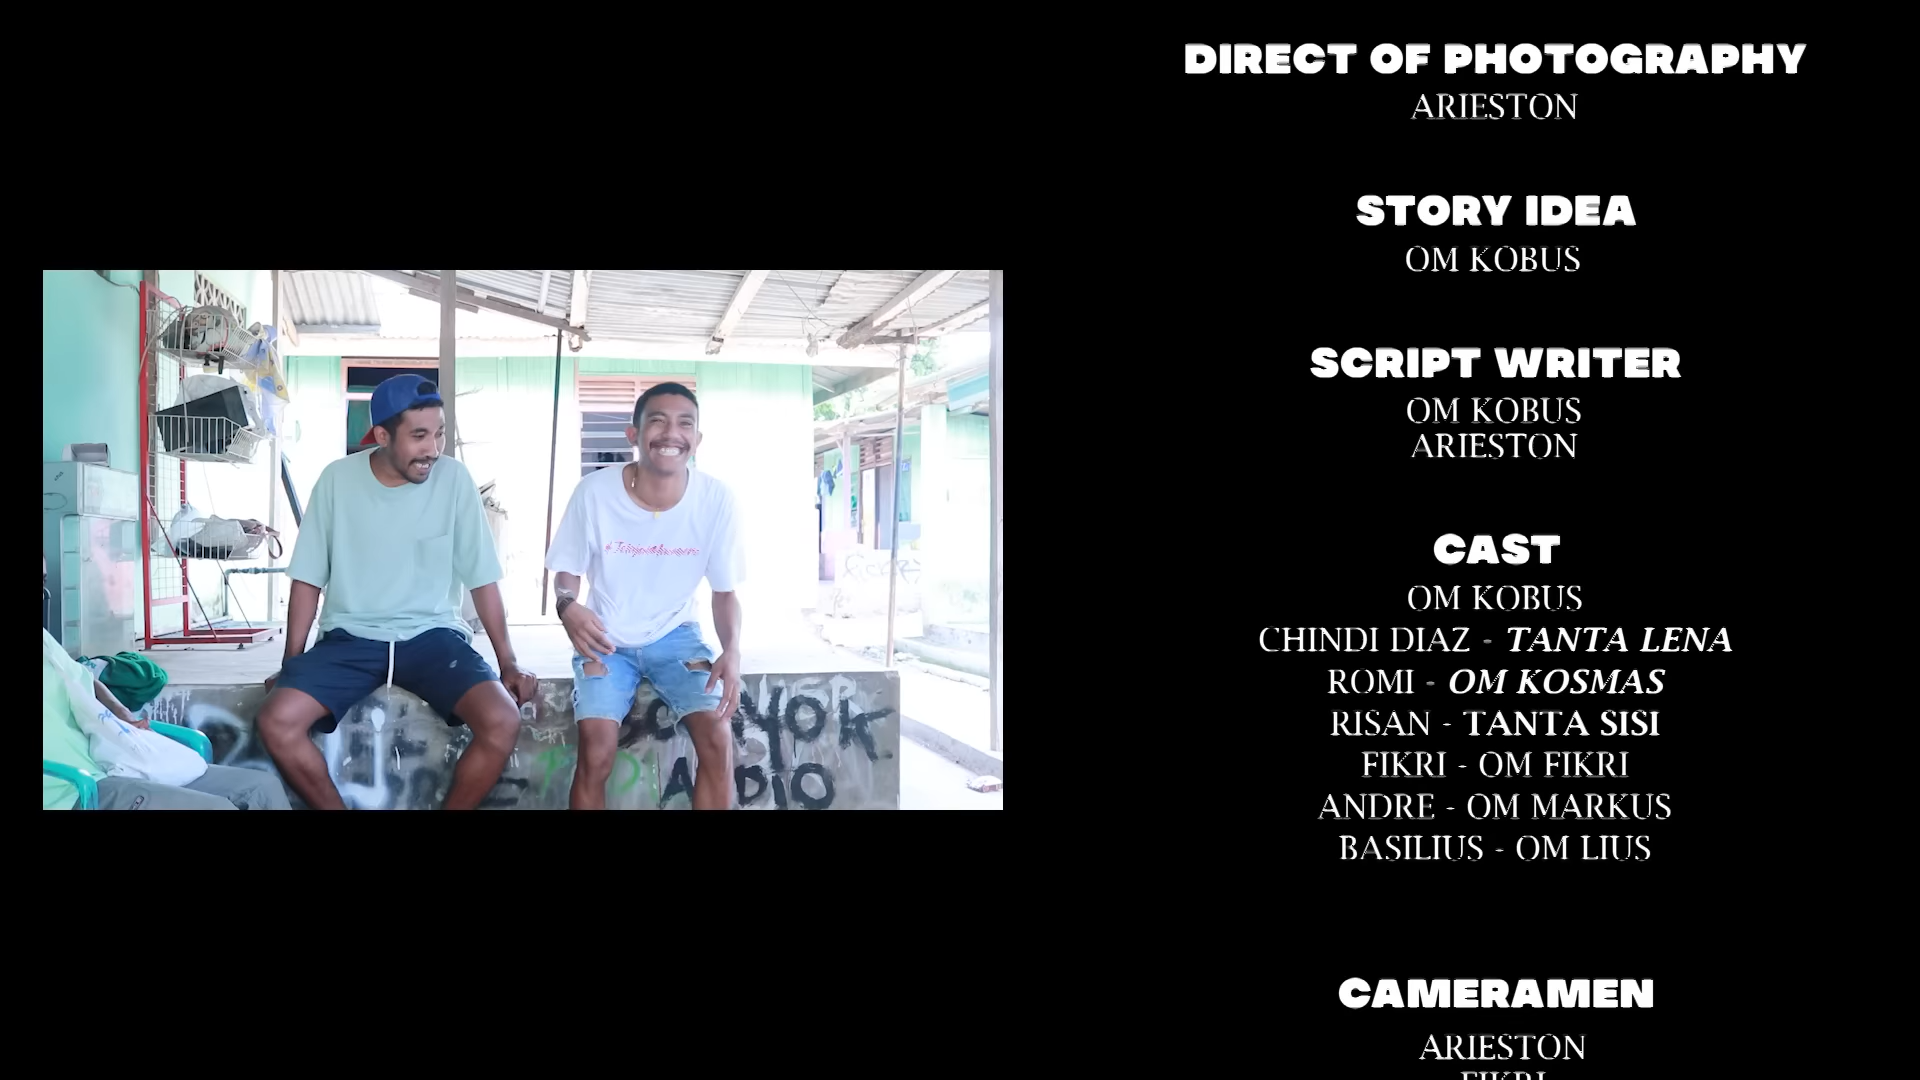 DIRECT OF PHOTOGRAPHY
ARIESTON
STORY IDEA
OM KOBUS
SCRIPT WRITER
OM KOBUS
ARIESTON
CAST
OM KOBUS
CHINDI DIAZ - TANTA LENA
ROMI - OM KOSMAS
RISAN - TANTA SISI
FIKRI - OM FIKRI
ANDRE - OM MARKUS
BASILIUS - OM LIUS
CAMERAMEN
ARIESTON
FIKRI